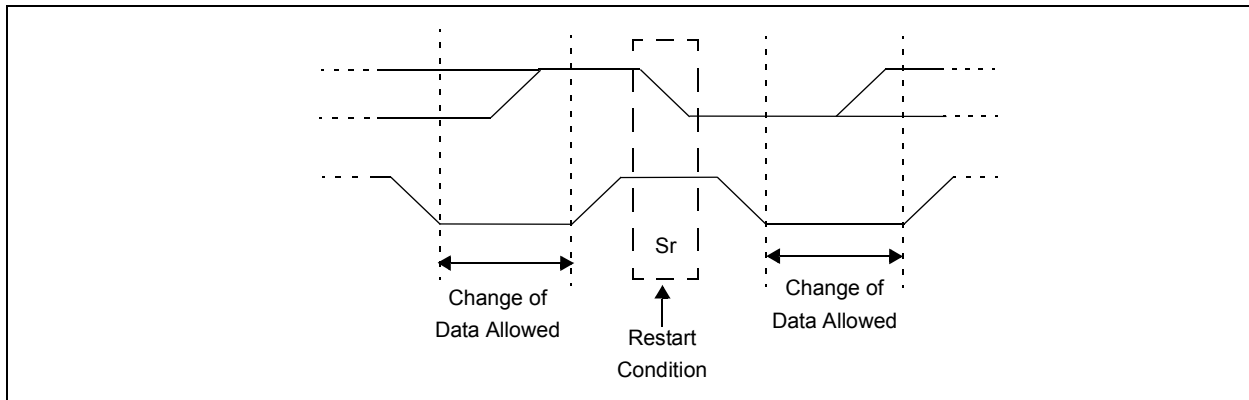 Sr
Change of
Data Allowed
Restart
Condition
Change of
Data Allowed